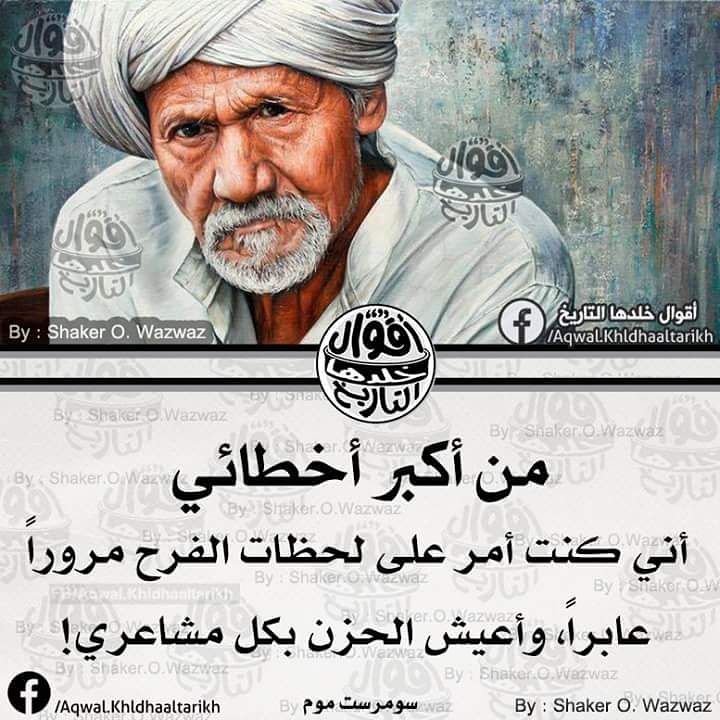 By : Shaker O. Wazwaz
أقوال خلدها التاريخ
/Aqwal.Khldhaaltarikh
أقوال
خلدها
التاريخ
من أكبر أخطائي
أني كنت أمر على لحظات الفرح مروراً
عابراً، وأعيش الحزن بكل مشاعري!
/Aqwal.Khldhaaltarikh
سومرست موم
By : Shaker O. Wazwaz